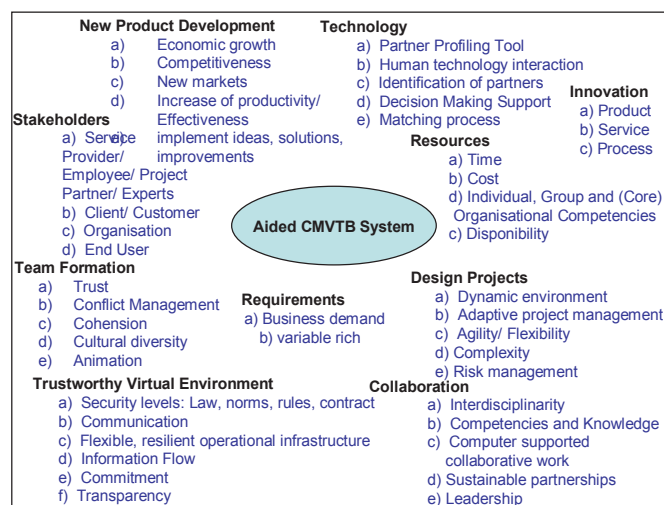 New Product Development
a) Economic growth
b) Competitiveness
c) New markets
d) Increase of productivity/
Effectiveness
e) implement ideas, solutions,
improvements
Technology
a) Partner Profiling Tool
b) Human technology interaction
c) Identification of partners
d) Decision Making Support
e) Matching process
Innovation
a) Product
b) Service
c) Process
Stakeholders
a) Service
Provider/
Employee/ Project
Partner/ Experts
b) Client/ Customer
c) Organisation
d) End User
Resources
a) Time
b) Cost
d) Individual, Group and (Core)
Organisational Competencies
c) Disponibility
Aided CMVTB System
Team Formation
a) Trust
b) Conflict Management
c) Cohension
d) Cultural diversity
e) Animation
Requirements
a) Business demand
b) variable rich
Design Projects
a) Dynamic environment
b) Adaptive project management
c) Agility/ Flexibility
d) Complexity
e) Risk management
Trustworthy Virtual Environment
a) Security levels: Law, norms, rules, contract
b) Communication
c) Flexible, resilient operational infrastructure
d) Information Flow
e) Commitment
f) Transparency
Collaboration
a) Interdisciplinarity
b) Competencies and Knowledge
c) Computer supported
collaborative work
d) Sustainable partnerships
e) Leadership